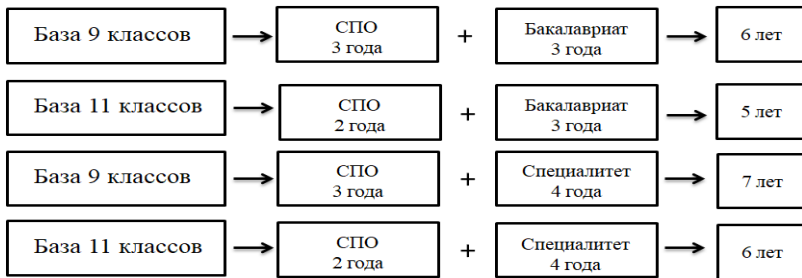 База 9 классов
СПО
3 года
+
Бакалавриат
3 года
6 лет
База 11 классов
СПО
2 года
+
Бакалавриат
3 года
5 лет
База 9 классов
СПО
3 года
+
Специалитет
4 года
7 лет
База 11 классов
СПО
2 года
+
Специалитет
4 года
6 лет